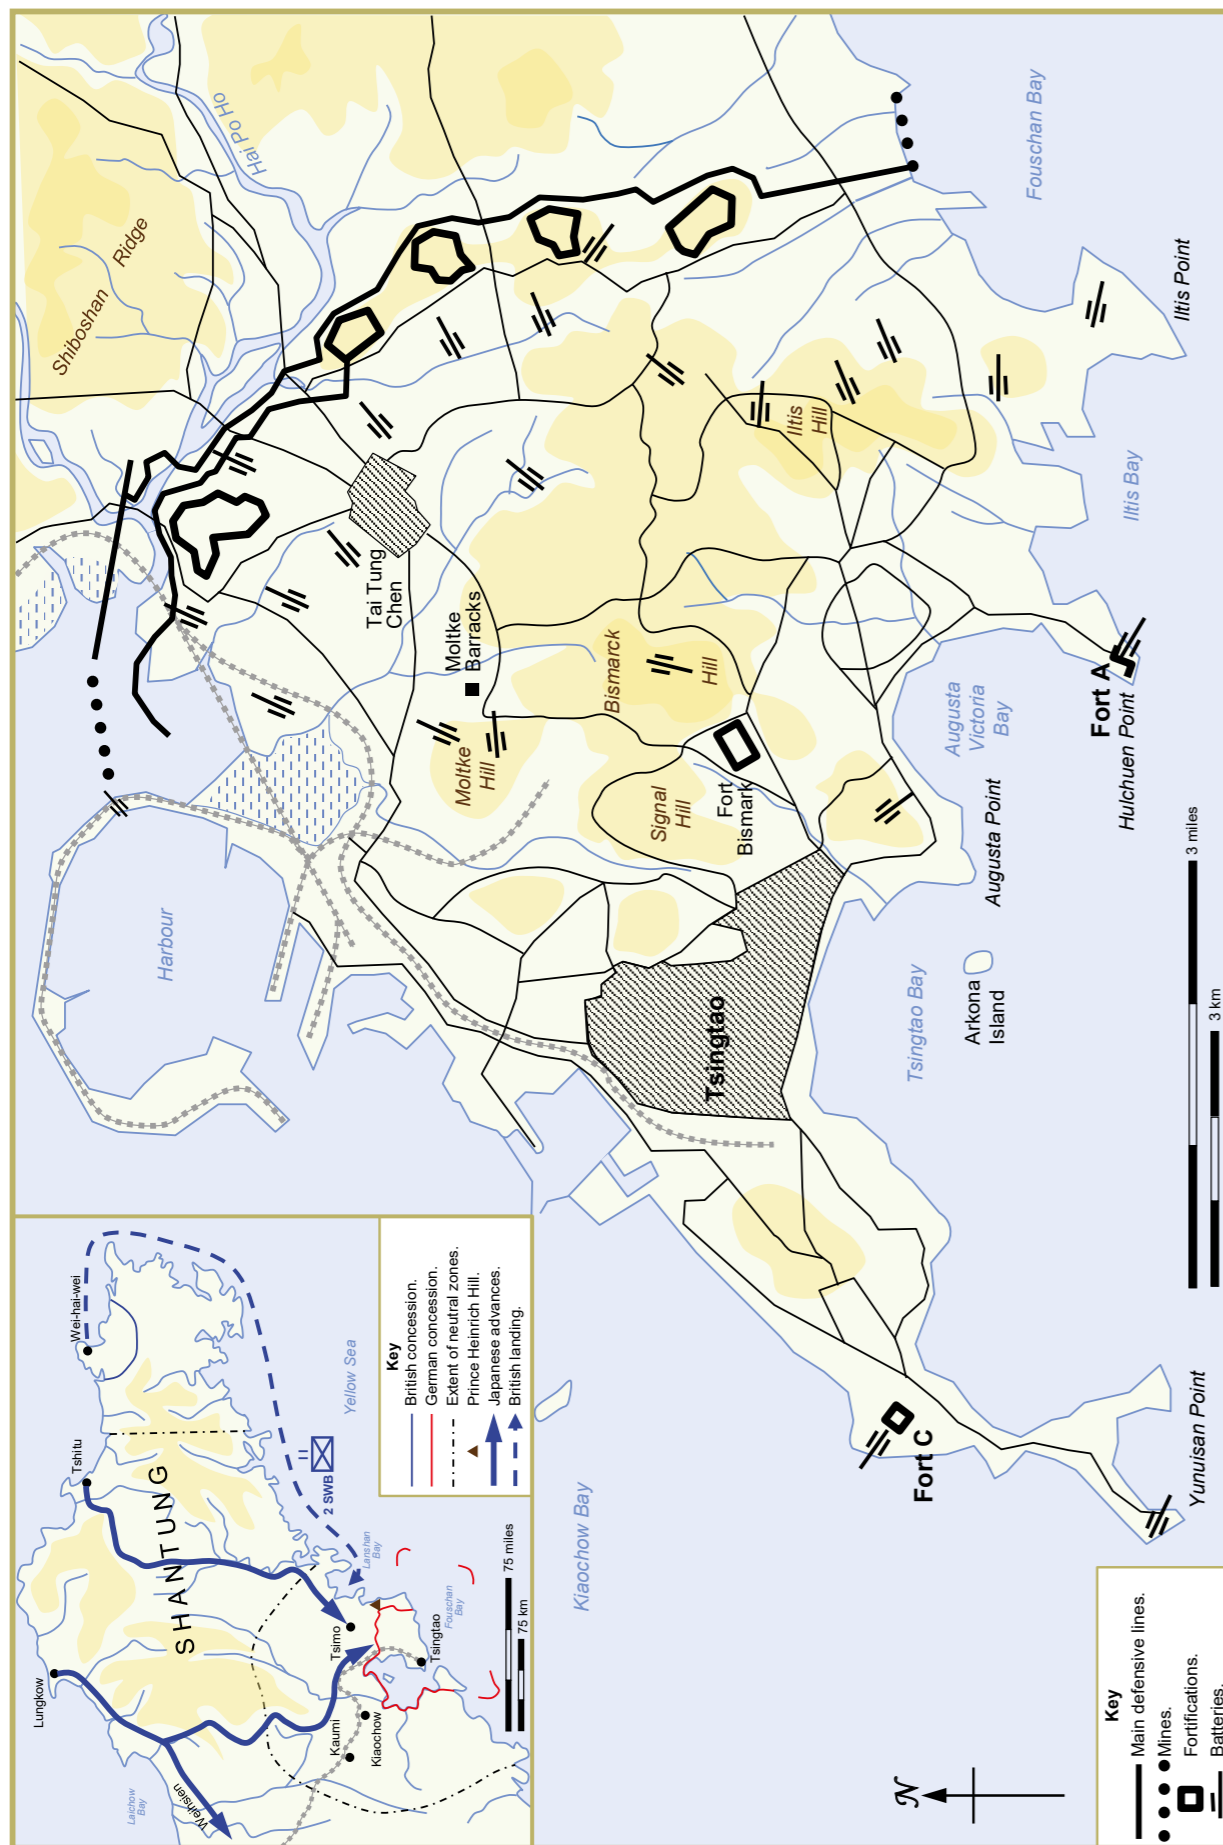 Lungkow
Tshitu
Wei-hai-wei
SHANTUNG
Laichow
Bay
Weihsien
Kaumi
Kiaochow
Tsimo
Tsingtao
Lanshan
Bay
Fouschan
Bay
2 SWB
Yellow Sea
75 miles
75 km
Key
British concession.
German concession.
Extent of neutral zones.
Prince Heinrich Hill.
Japanese advances.
British landing.
Shiboshan
Ridge
Hai Po Ho
Harbour
Tai Tung
Chen
Moltke
Barracks
Moltke
Hill
Bismarck
Hill
Signal
Hill
Fort
Bismark
Iltis
Hill
Tsingtao
Fouschan Bay
Iltis Point
Iltis Bay
Augusta
Victoria
Bay
Fort A
Hulchuen Point
Augusta Point
Tsingtao Bay
Arkona
Island
Kiaochow Bay
Fort C
Yunuisan Point
3 miles
3 km
N
Key
Main defensive lines.
Mines.
Fortifications.
Batteries.